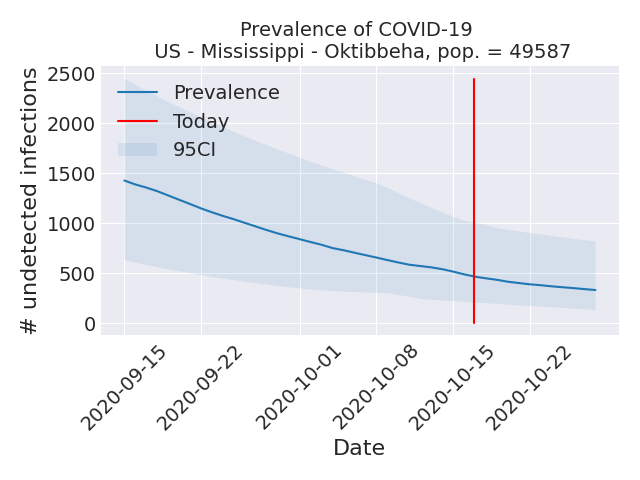 Prevalence of COVID-19
US - Mississippi - Oktibbeha, pop. = 49587
# undetected infections
2500
2000
1500
1000
500
0
Prevalence
Today
95CI
2020-09-15
2020-09-22
2020-10-01
2020-10-08
2020-10-15
2020-10-22
Date